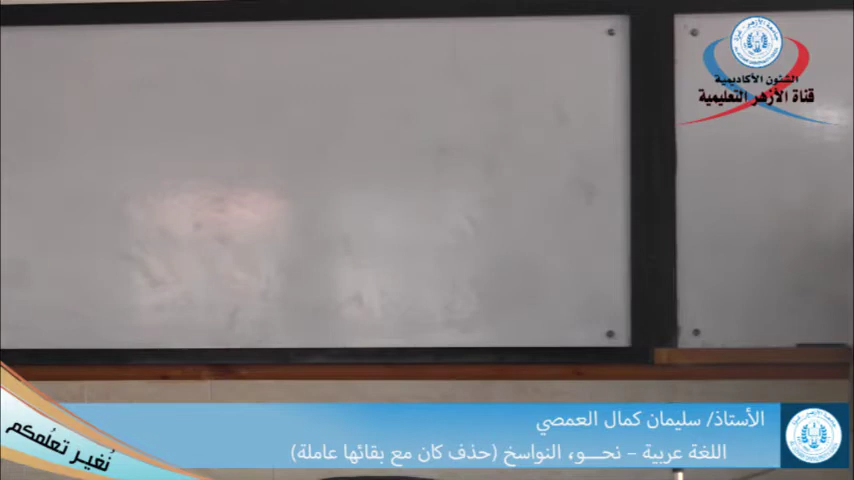 الشئون الأكاديمية
قناة الأزهر التعليمية
الأستاذ/ سليمان كمال العمصي
اللغة عربية – نحـــو، النواسخ (حذف كان مع بقائها عاملة)
نُغيـر تعلُمكم